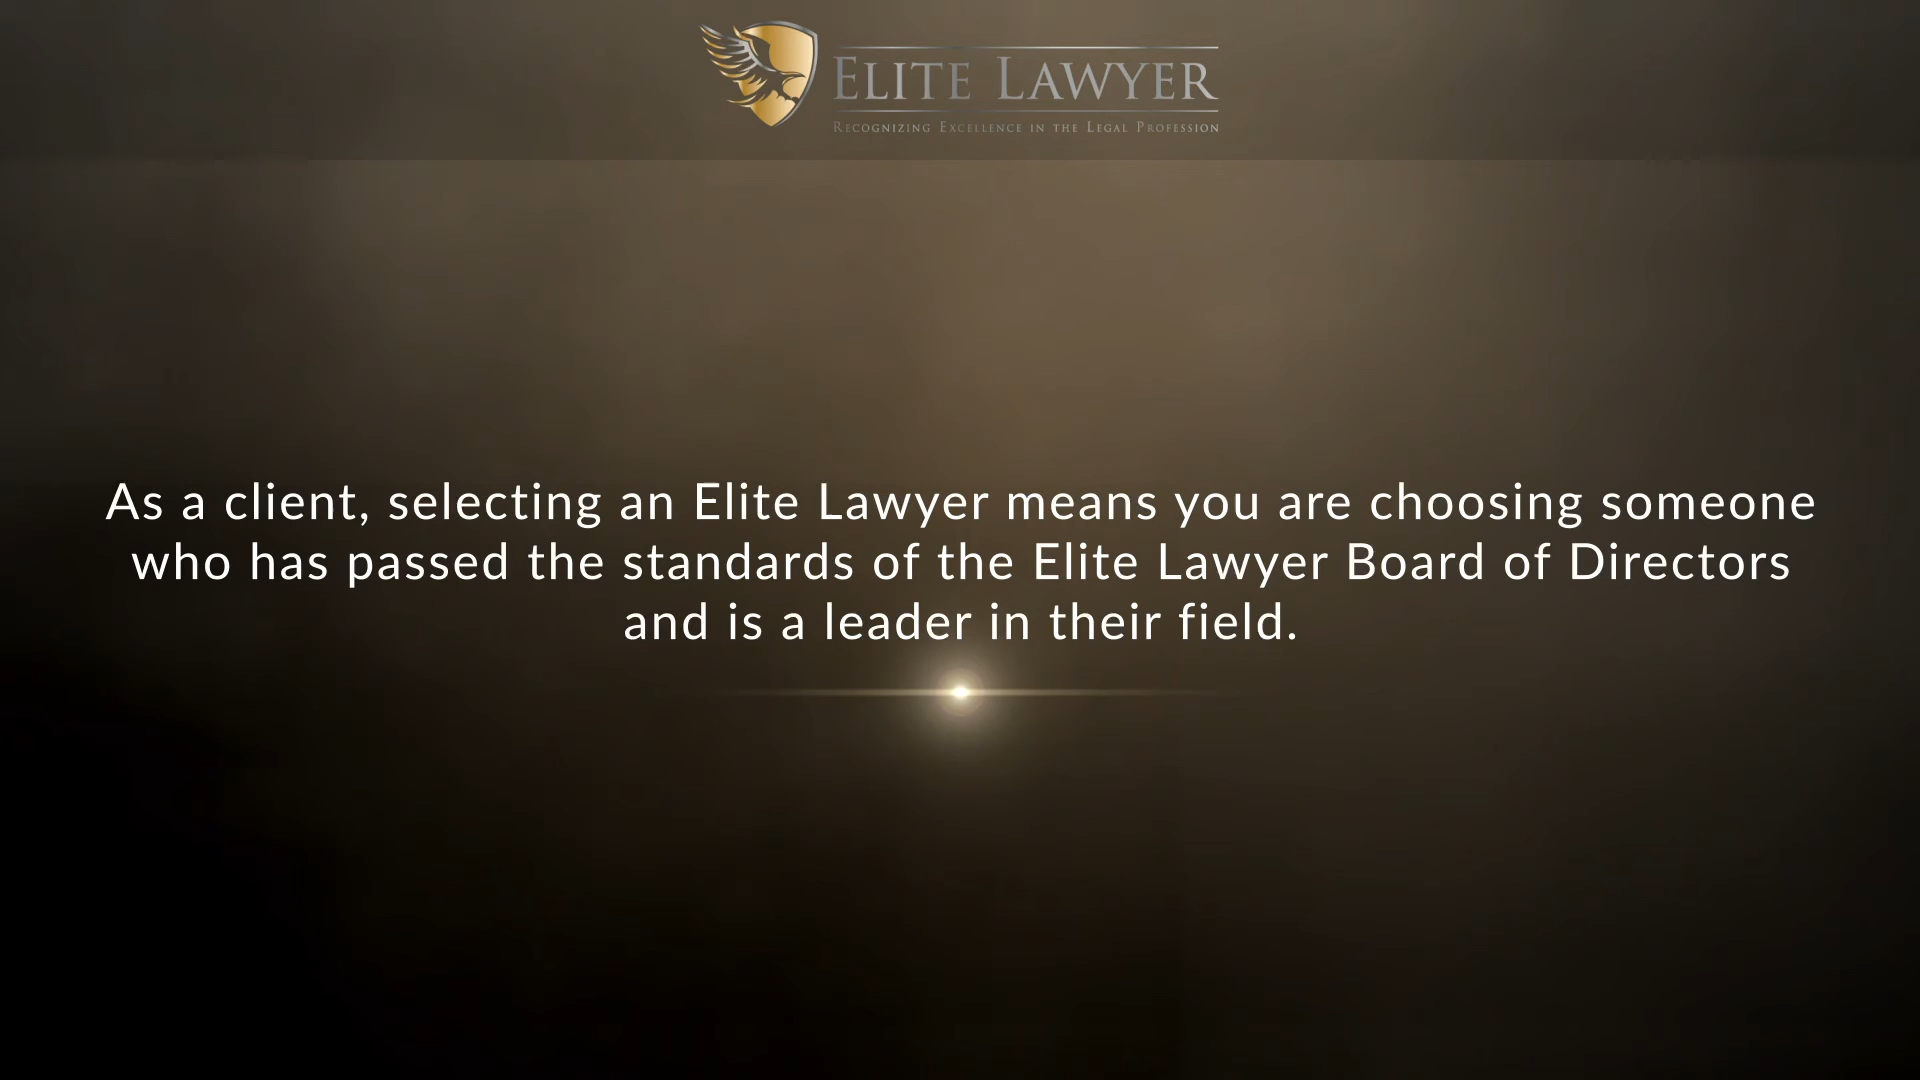 ELITE LAWYER
RECOGNIZING EXCELLENCE IN THE LEGAL PROFESSION
As a client, selecting an Elite Lawyer means you are choosing someone
who has passed the standards of the Elite Lawyer Board of Directors
and is a leader in their field.